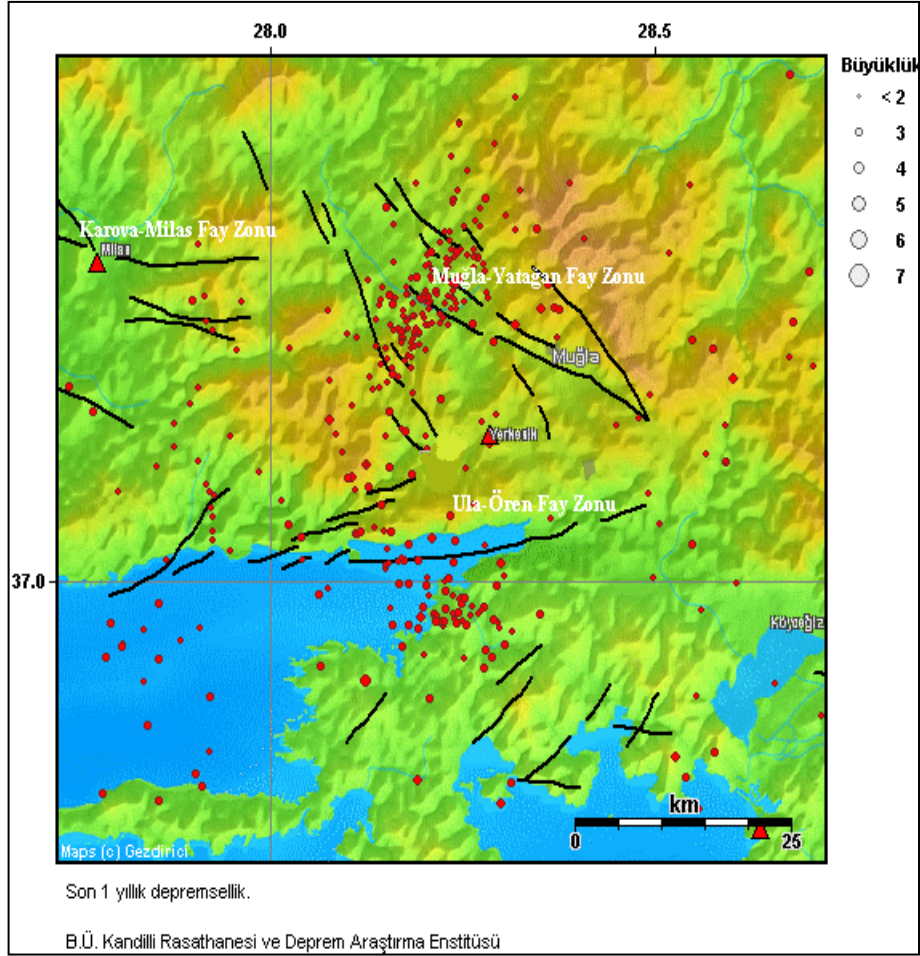 28.0
28.5
Büyüklük
< 2
3
4
5
6
7
Karova-Milas Fay Zonu
Milas
Muğla-Yatağan Fay Zonu
Muğla
Yerkesik
Ula-Ören Fay Zonu
37.0
Köyceğiz
km
0
25
Maps (c) Gezdirici
Son 1 yıllık depremsellik.
B.Ü. Kandilli Rasathanesi ve Deprem Araştırma Enstitüsü